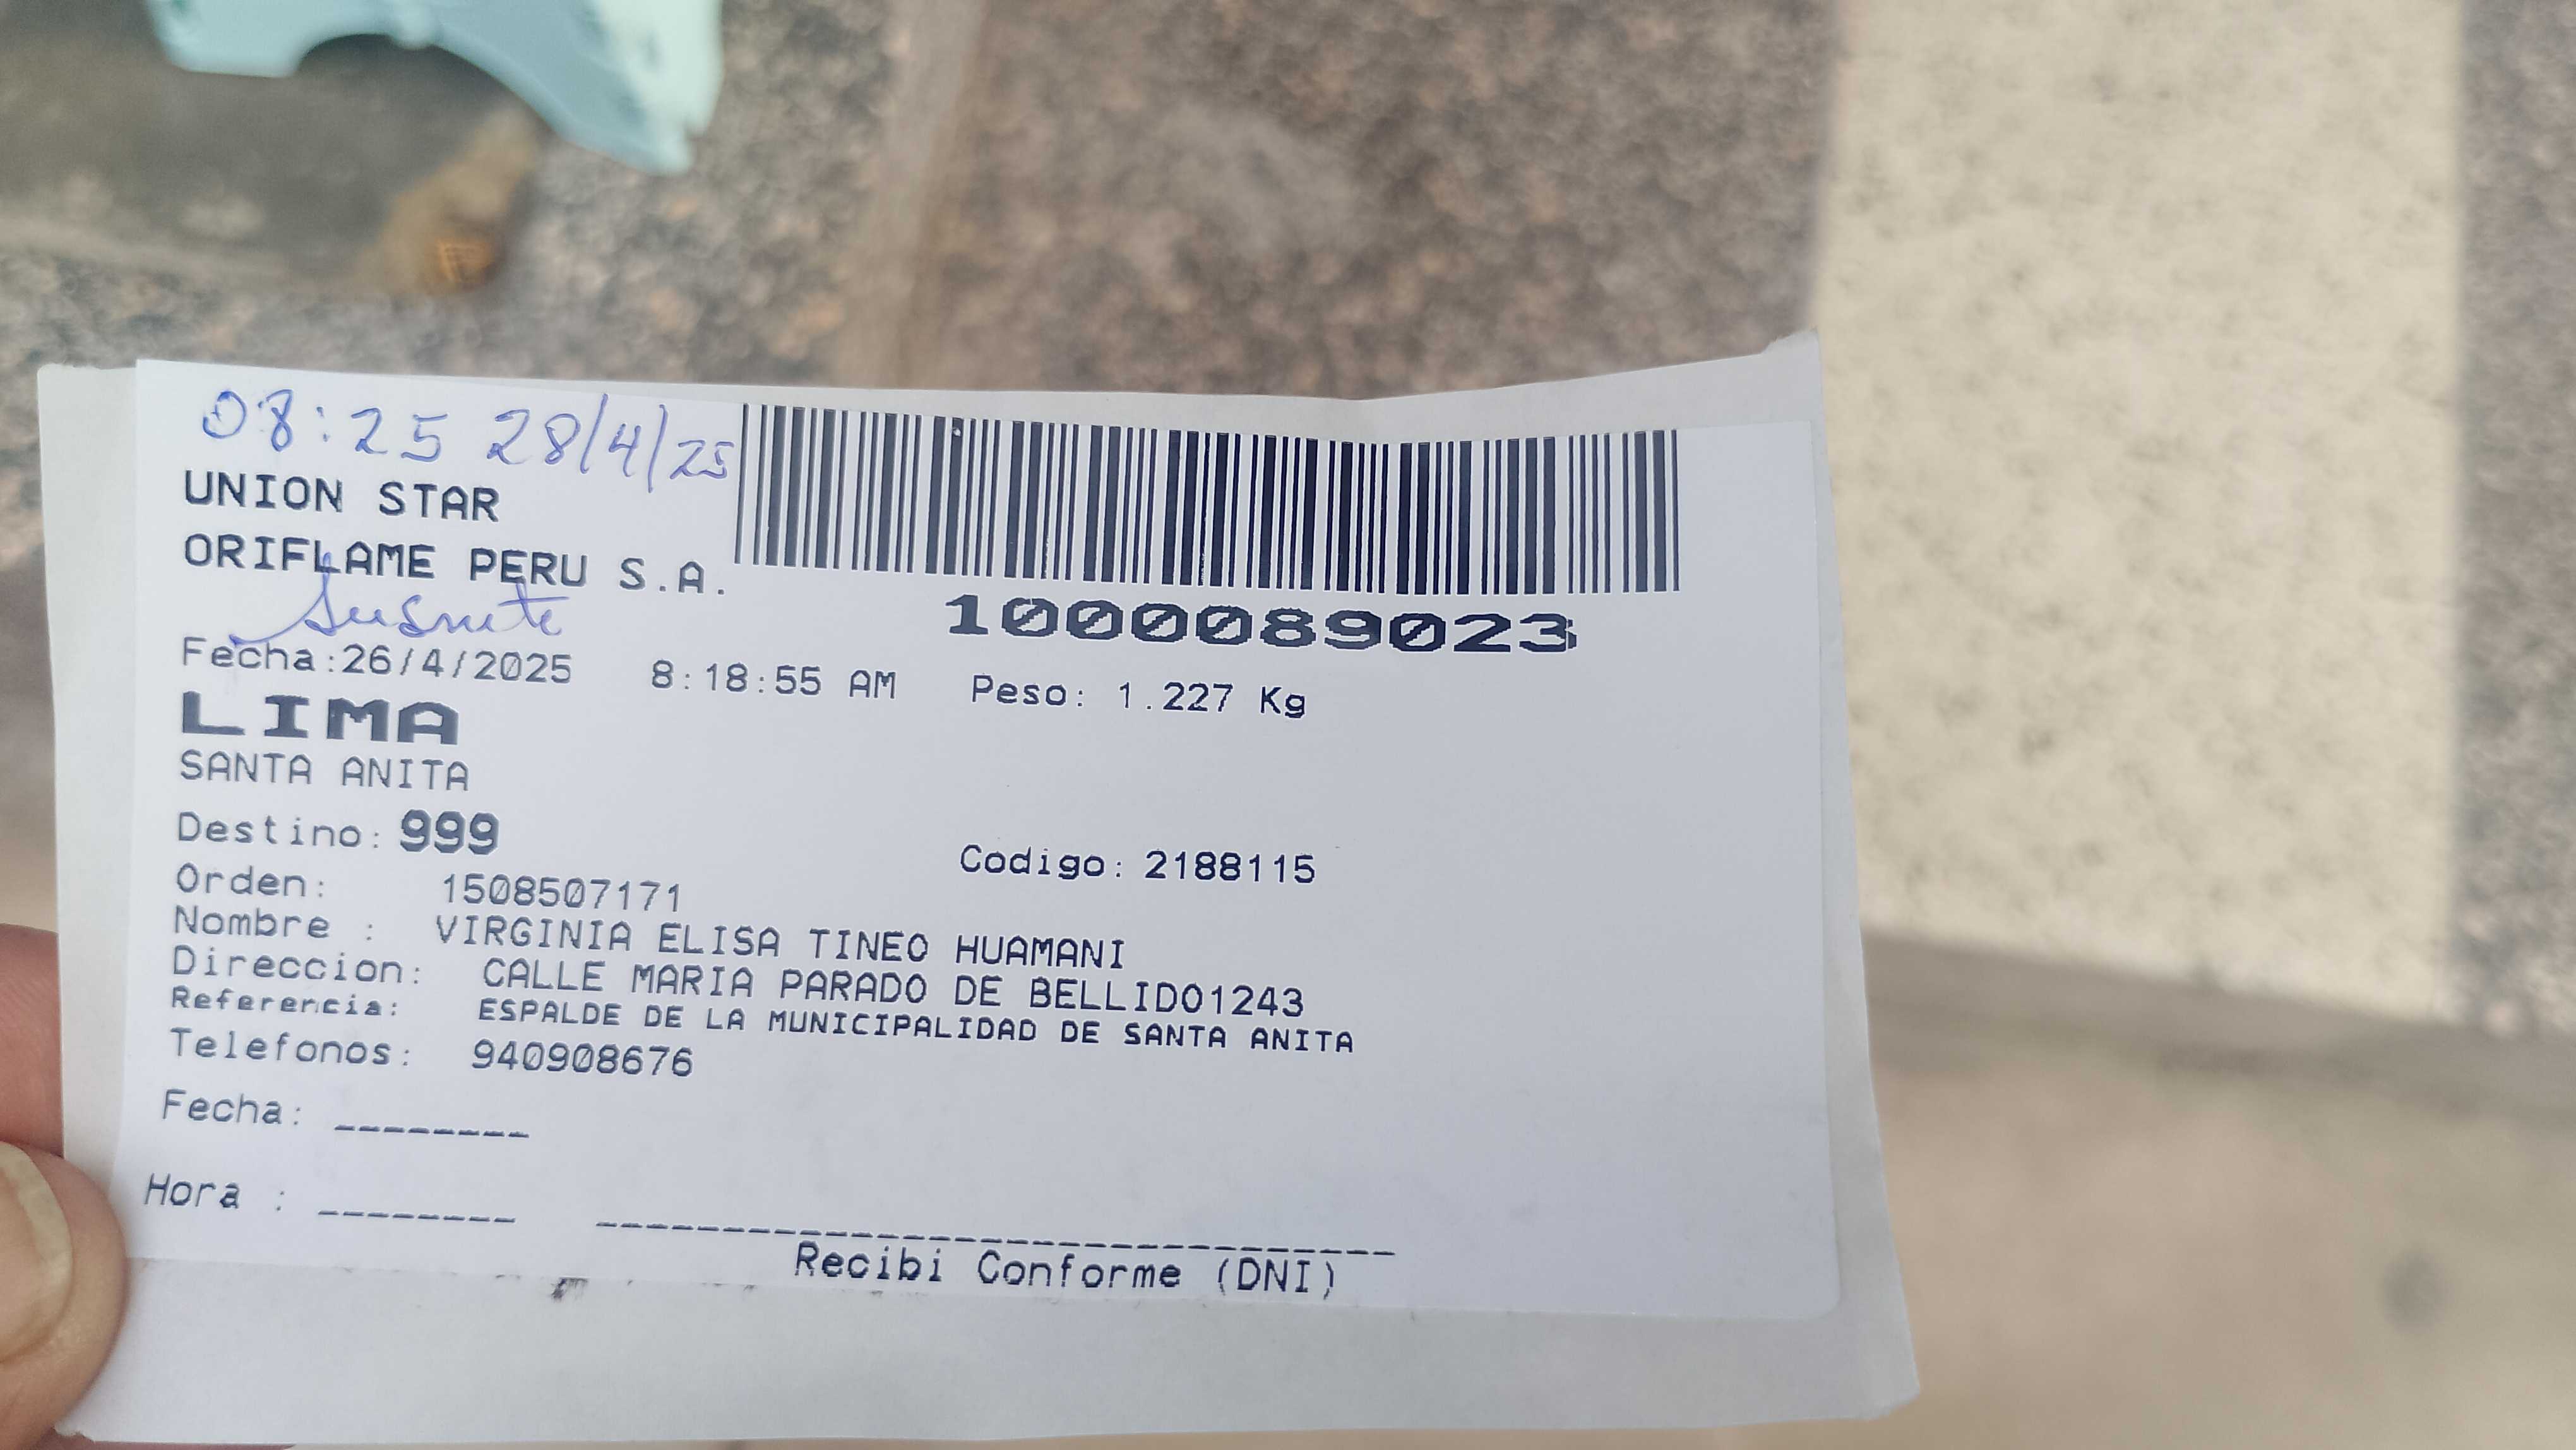 08:25 28/4/25
UNION STAR
ORIFLAME PERU S.A.
1000089023
Fecha:26/4/2025 8:18:55 AM Peso: 1.227 Kg
LIMA
SANTA ANITA
Destino: 999
Codigo: 2188115
Orden: 1508507171
Nombre : VIRGINIA ELISA TINEO HUAMANI
Direccion: CALLE MARIA PARADO DE BELLIDO1243
Referencia: ESPALDE DE LA MUNICIPALIDAD DE SANTA ANITA
Telefonos: 940908676
Fecha: ________
Hora : ________
Recibi Conforme (DNI)